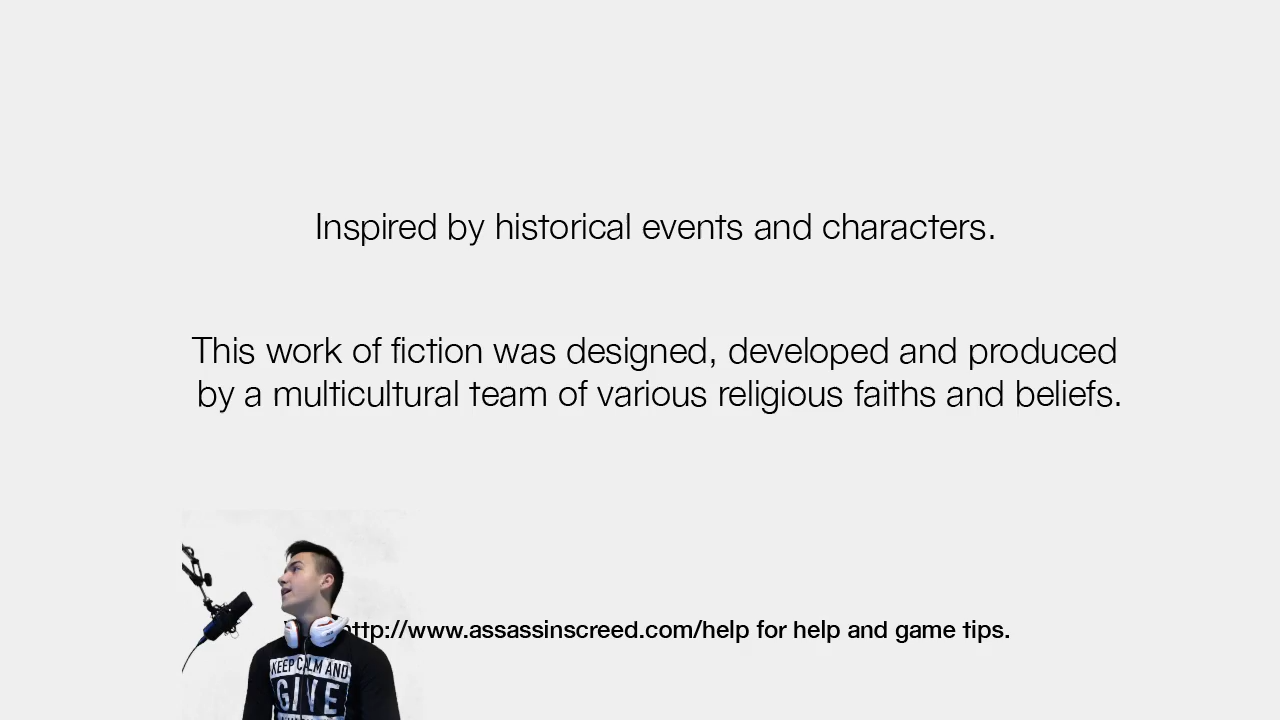 Inspired by historical events and characters.
This work of fiction was designed, developed and produced
by a multicultural team of various religious faiths and beliefs.
http://www.assassinscreed.com/help for help and game tips.
KEEP CALM AND
GIVE